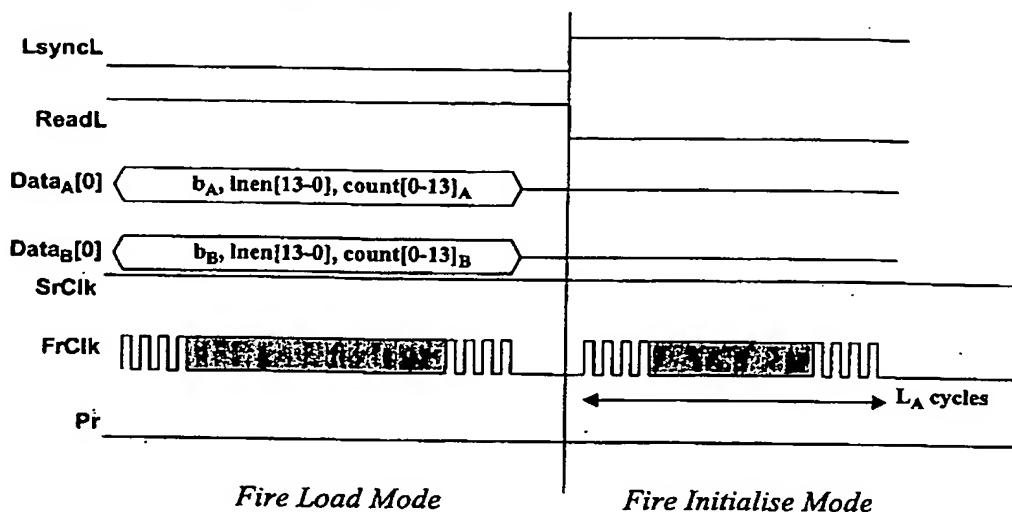 LsyncL
ReadL
DataA[0] bA, lnen[13-0], count[0-13]A
DataB[0] bB, lnen[13-0], count[0-13]B
SrClk
FrClk
LA cycles
Pr
Fire Load Mode Fire Initialise Mode